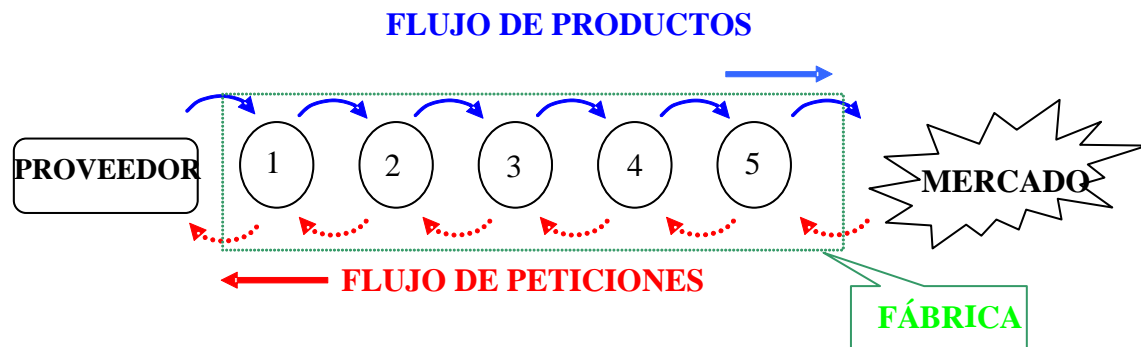 FLUJO DE PRODUCTOS
PROVEEDOR
1
2
3
4
5
MERCADO
FLUJO DE PETICIONES
FÁBRICA